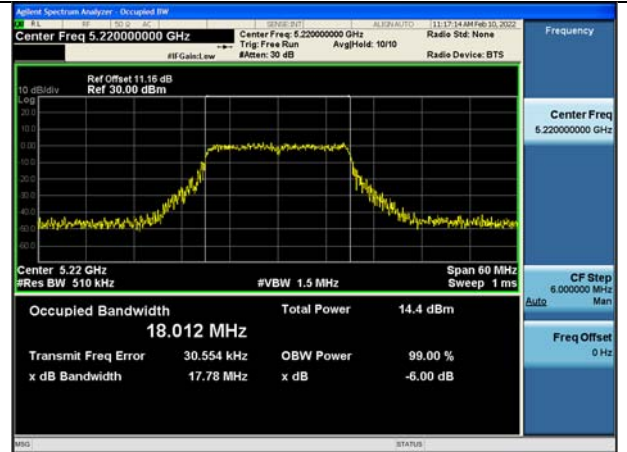 Agilent Spectrum Analyzer - Occupied BW
RL RF 50 Ω AC SENSE:INT ALIGNAUTO 11:17:14 AM Feb 10, 2022
Center Freq 5.220000000 GHz
Center Freq: 5.220000000 GHz
Radio Std: None
Trig: Free Run Avg|Hold: 10/10
#IFGain:Low
#Atten: 30 dB
Radio Device: BTS
Frequency
Ref Offset 11.16 dB
10 dB/div Ref 30.00 dBm
Log
20.0
10.0
0.00
-10.0
-20.0
-30.0
-40.0
-50.0
-60.0
Center 5.22 GHz Span 60 MHz
#Res BW 510 kHz #VBW 1.5 MHz Sweep 1 ms
Occupied Bandwidth Total Power 14.4 dBm
18.012 MHz
Transmit Freq Error 30.554 kHz OBW Power 99.00 %
x dB Bandwidth 17.78 MHz x dB -6.00 dB
Center Freq
5.220000000 GHz
CF Step
6.000000 MHz
Auto Man
Freq Offset
0 Hz
MSG STATUS